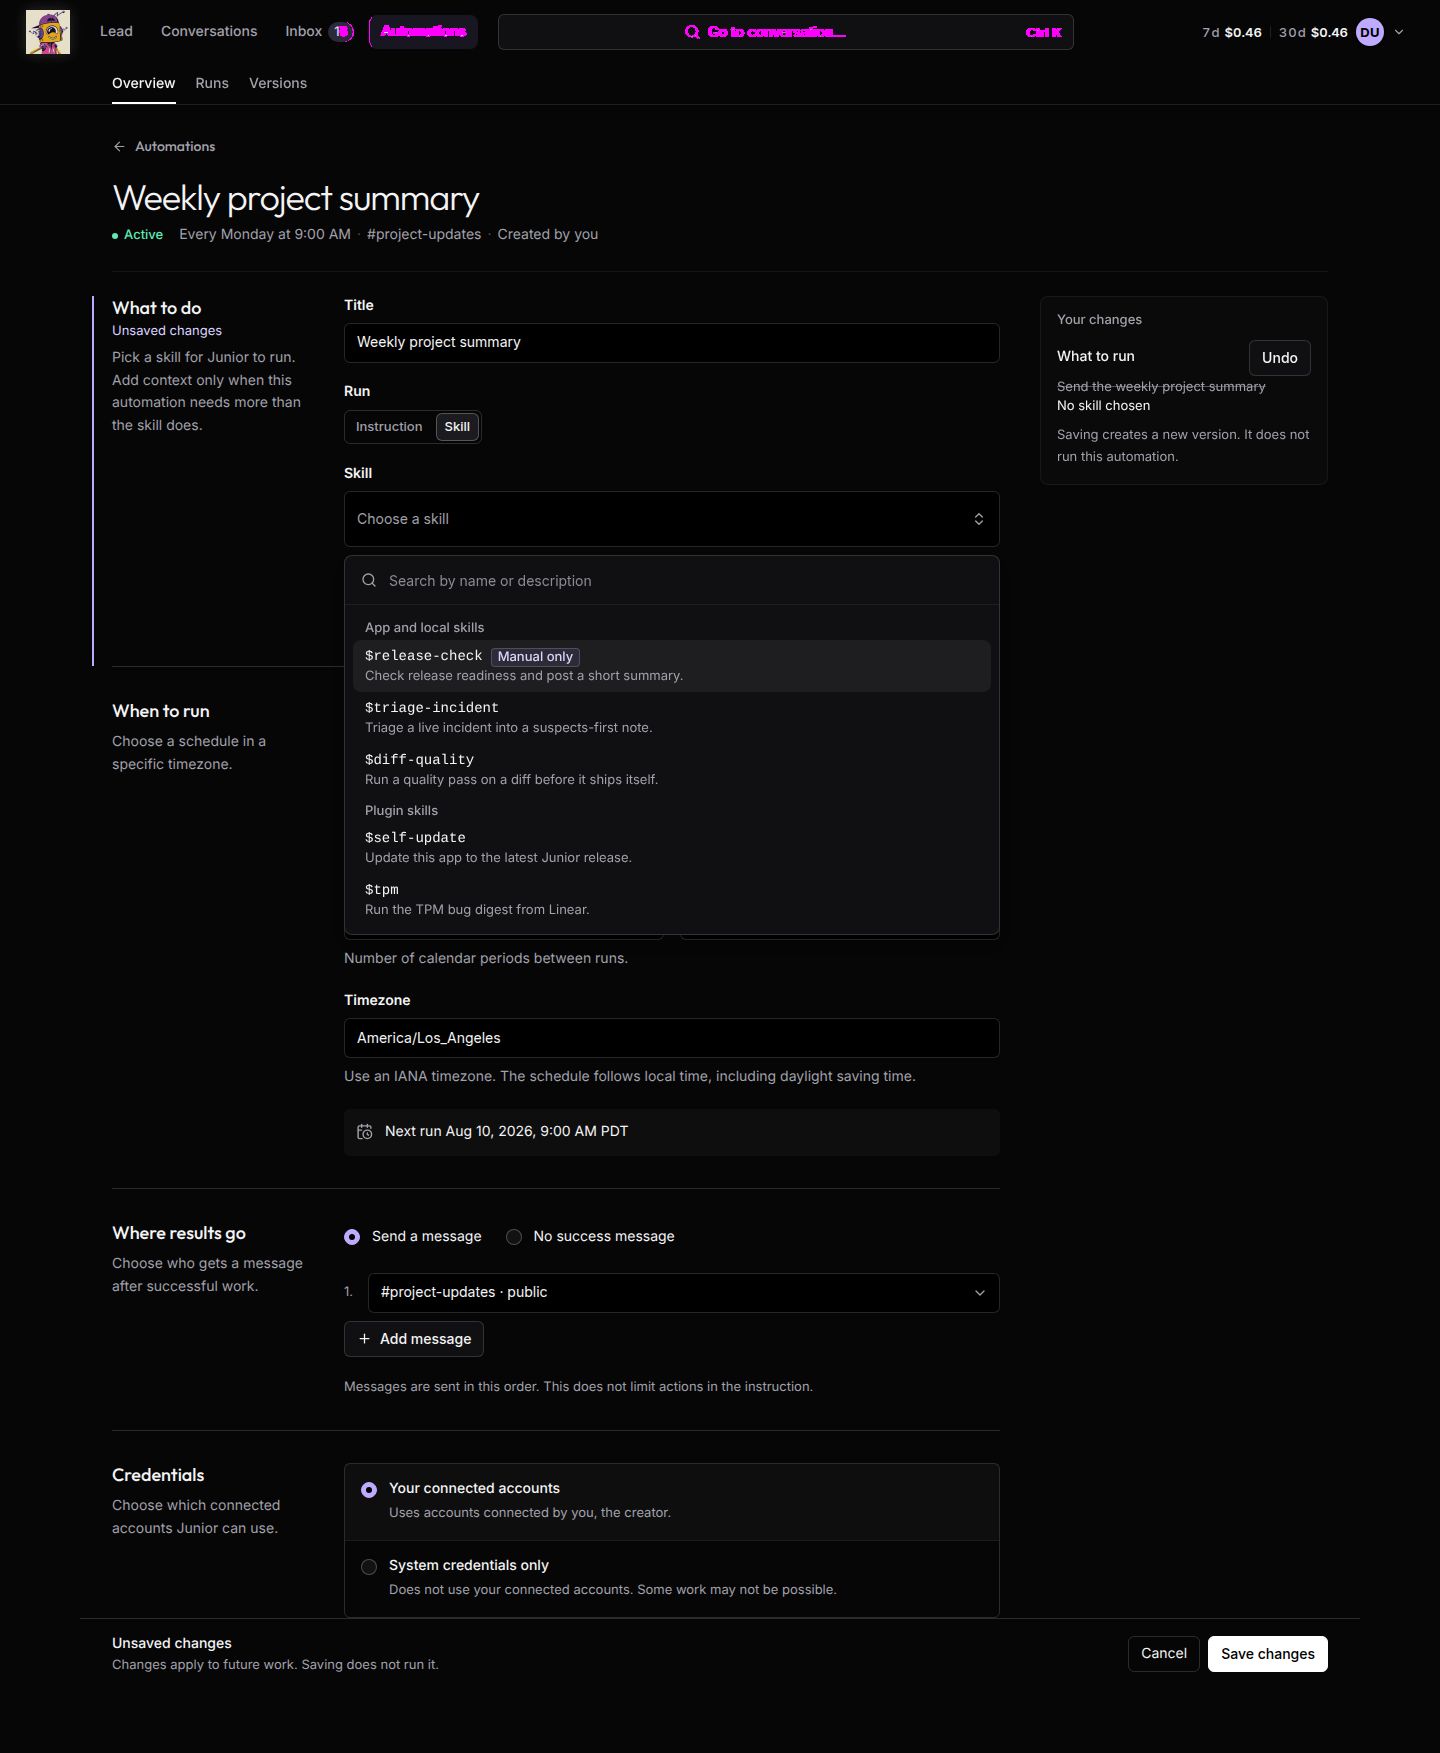 Lead
Conversations
Inbox
Automations
Go to conversation...
Ctrl K
7d $0.46
30d $0.46
DU
Overview
Runs
Versions
Automations
Weekly project summary
Active
Every Monday at 9:00 AM · #project-updates · Created by you
What to do
Unsaved changes
Pick a skill for Junior to run.
Add context only when this
automation needs more than
the skill does.
Title
Weekly project summary
Run
Instruction
Skill
Skill
Choose a skill
Search by name or description
App and local skills
$release-check Manual only
Check release readiness and post a short summary.
$triage-incident
Triage a live incident into a suspects-first note.
$diff-quality
Run a quality pass on a diff before it ships itself.
Plugin skills
$self-update
Update this app to the latest Junior release.
$tpm
Run the TPM bug digest from Linear.
Your changes
What to run
Undo
Send the weekly project summary
No skill chosen
Saving creates a new version. It does not
run this automation.
When to run
Choose a schedule in a
specific timezone.
Number of calendar periods between runs.
Timezone
America/Los_Angeles
Use an IANA timezone. The schedule follows local time, including daylight saving time.
Next run Aug 10, 2026, 9:00 AM PDT
Where results go
Choose who gets a message
after successful work.
Send a message
No success message
1.
#project-updates · public
+ Add message
Messages are sent in this order. This does not limit actions in the instruction.
Credentials
Choose which connected
accounts Junior can use.
Your connected accounts
Uses accounts connected by you, the creator.
System credentials only
Does not use your connected accounts. Some work may not be possible.
Unsaved changes
Changes apply to future work. Saving does not run it.
Cancel
Save changes